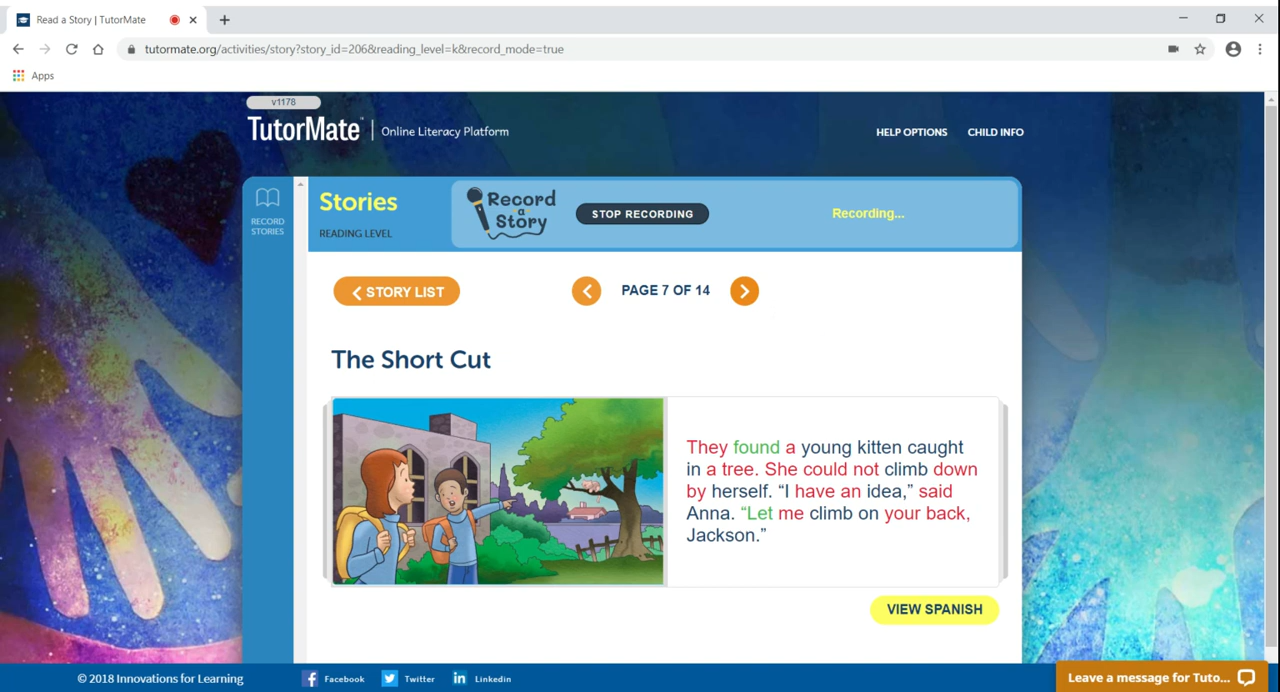 Read a Story | TutorMate
tutormate.org/activities/story?story_id=206&reading_level=k&record_mode=true
Apps
v1178
TutorMate | Online Literacy Platform
HELP OPTIONS CHILD INFO
RECORD
STORIES
Stories
READING LEVEL
Record
a
Story
STOP RECORDING
Recording...
STORY LIST
PAGE 7 OF 14
The Short Cut
They found a young kitten caught
in a tree. She could not climb down
by herself. “I have an idea,” said
Anna. “Let me climb on your back,
Jackson.”
VIEW SPANISH
© 2018 Innovations for Learning
Facebook Twitter Linkedin
Leave a message for Tuto...